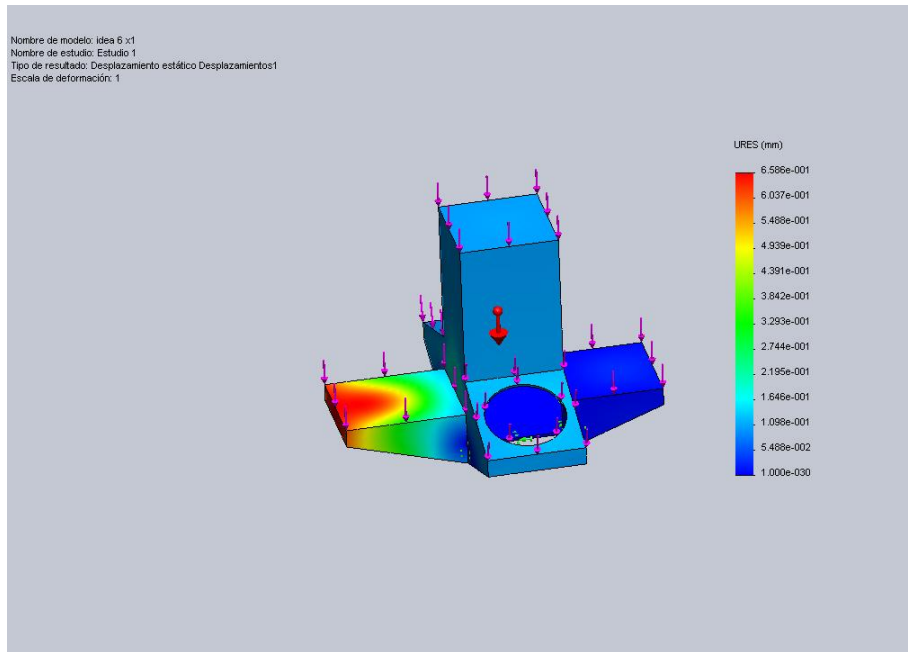 Nombre de modelo: idea 6 x1
Nombre de estudio: Estudio 1
Tipo de resultado: Desplazamiento estático Desplazamientos1
Escala de deformación: 1
URES (mm)
6.586e-001
6.037e-001
5.488e-001
4.939e-001
4.391e-001
3.842e-001
3.293e-001
2.744e-001
2.195e-001
1.646e-001
1.098e-001
5.488e-002
1.000e-030